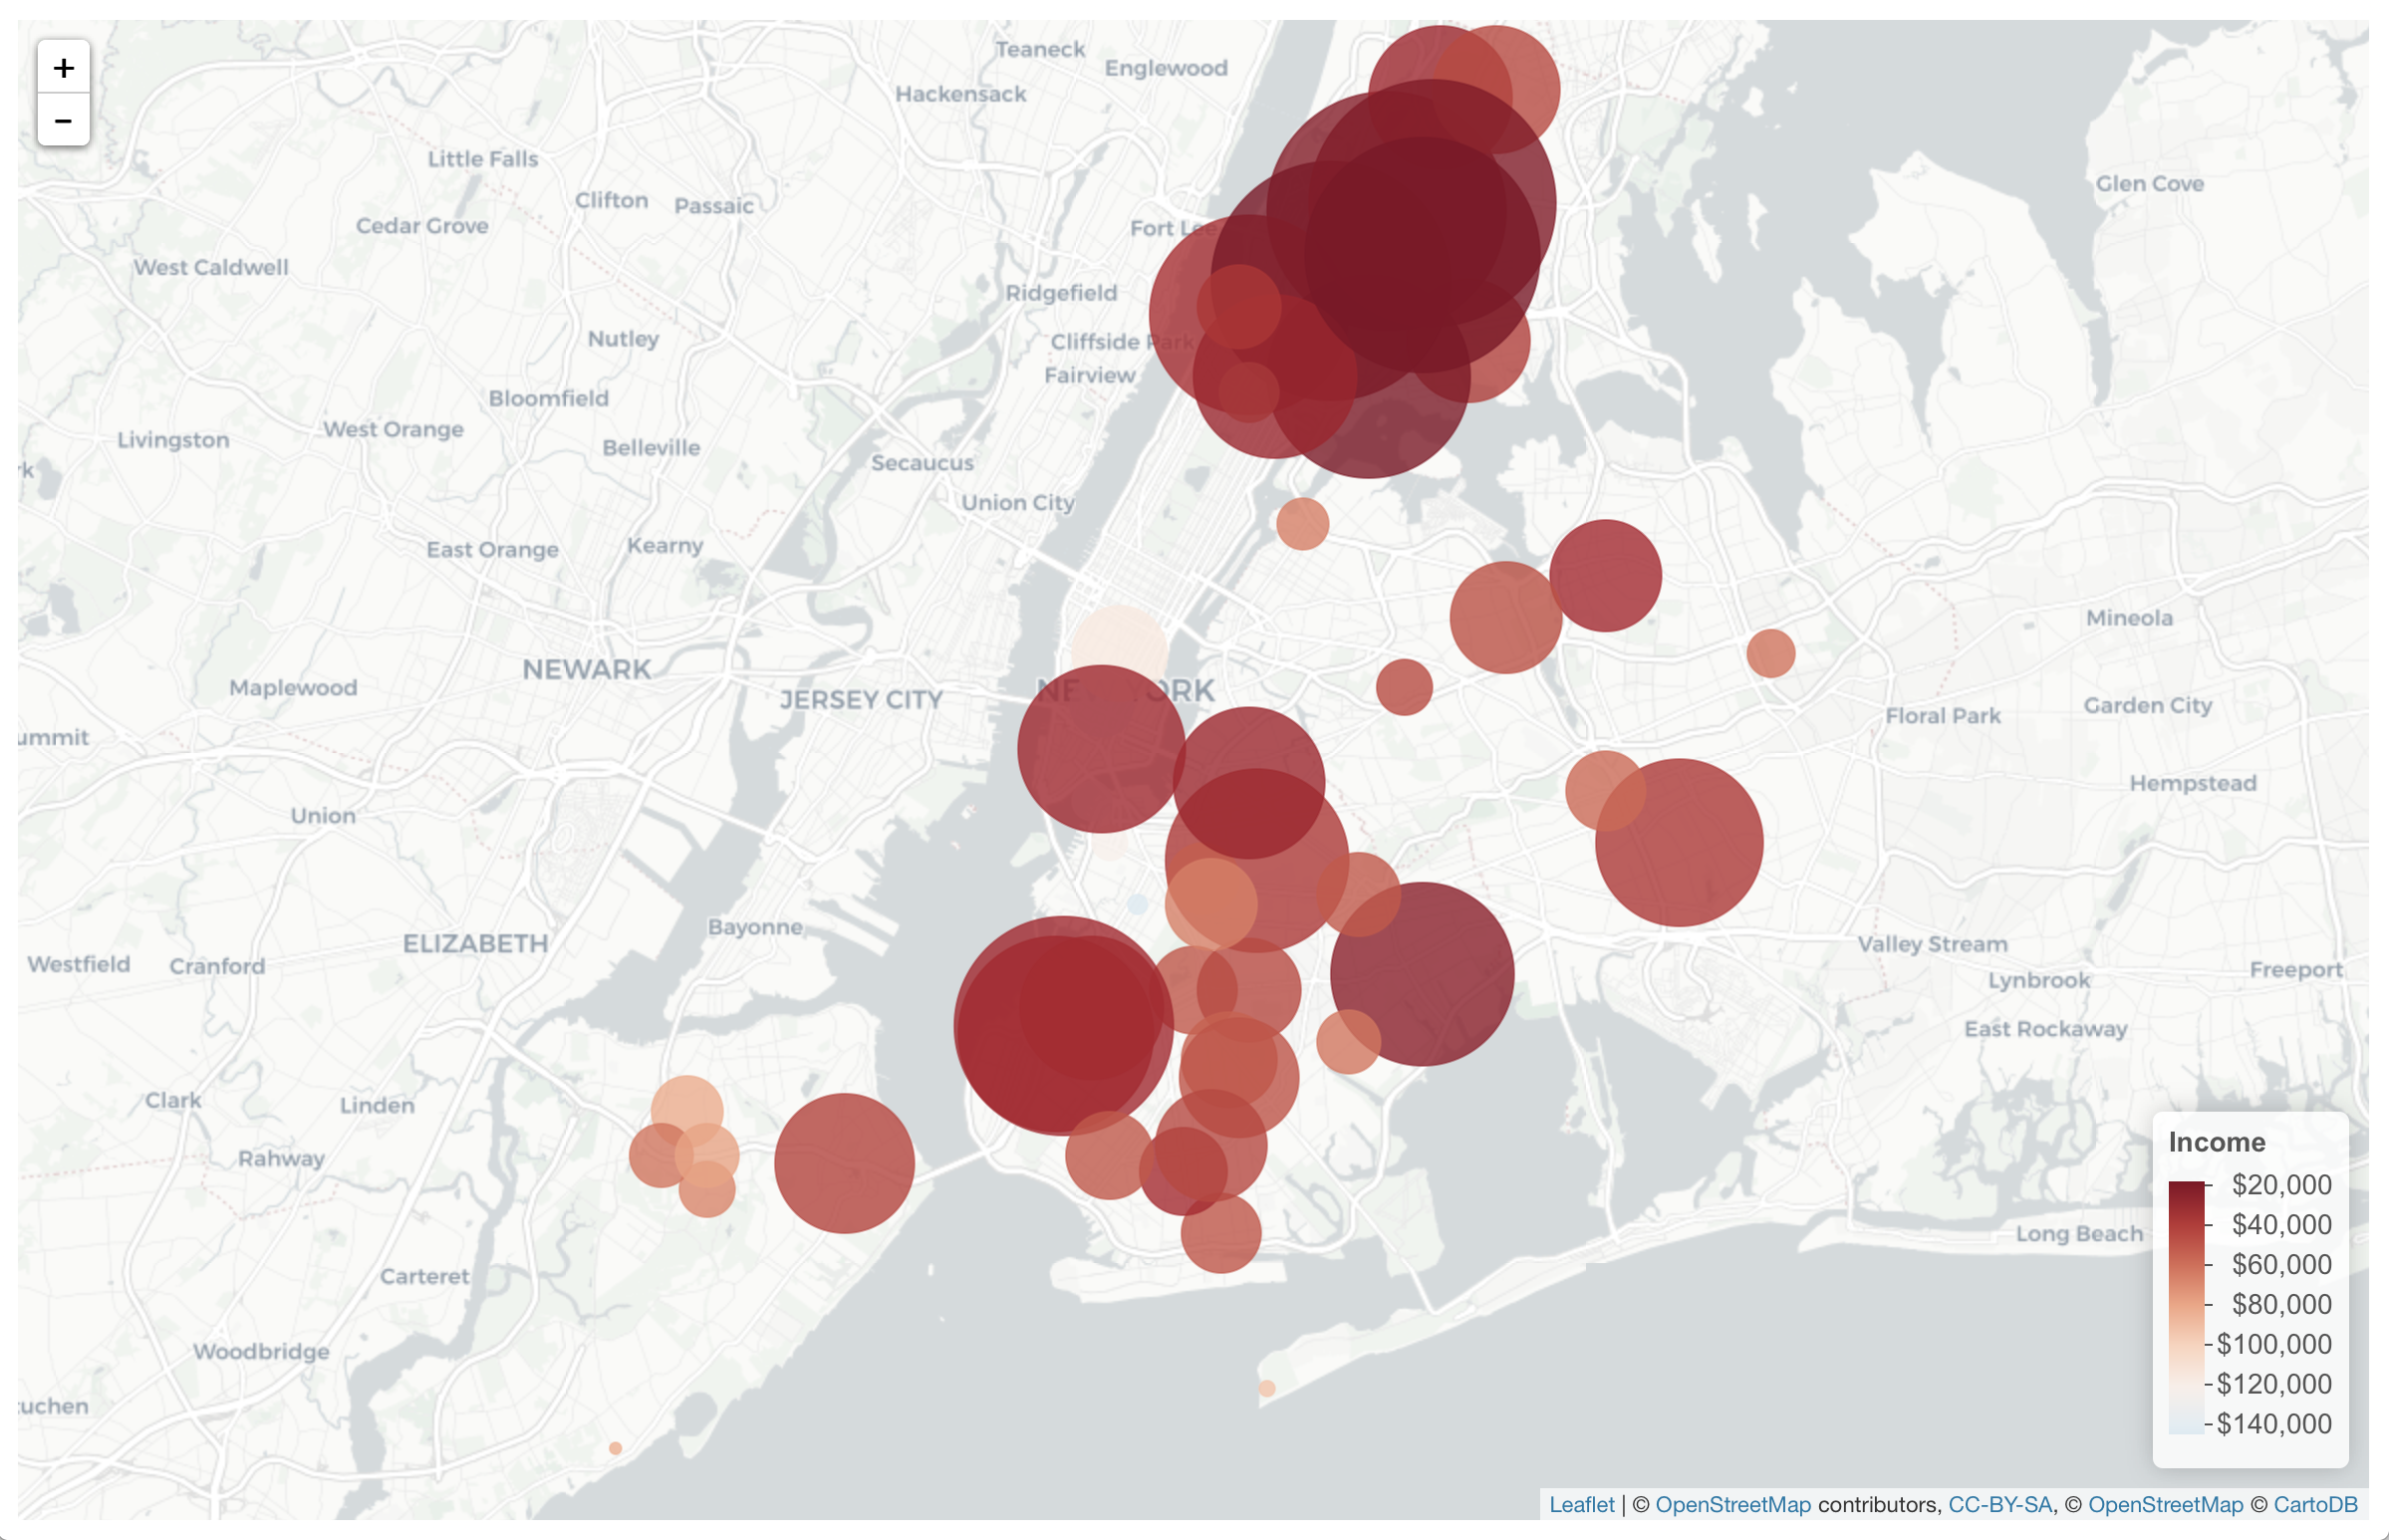 +
−
Teaneck
Englewood
Hackensack
Little Falls
Glen Cove
Clifton
Passaic
Cedar Grove
Fort Lee
West Caldwell
Ridgefield
Nutley
Cliffside Park
Fairview
Bloomfield
West Orange
Livingston
Belleville
Secaucus
rk
Union City
East Orange
Kearny
Mineola
NEWARK
Maplewood
JERSEY CITY
NEW YORK
Garden City
Floral Park
ummit
Hempstead
Union
Bayonne
ELIZABETH
Valley Stream
Westfield
Cranford
Freeport
Lynbrook
East Rockaway
Clark
Linden
Rahway
Long Beach
Carteret
Woodbridge
tuchen
Income
$20,000
$40,000
$60,000
$80,000
$100,000
$120,000
$140,000
Leaflet | © OpenStreetMap contributors, CC-BY-SA, © OpenStreetMap © CartoDB